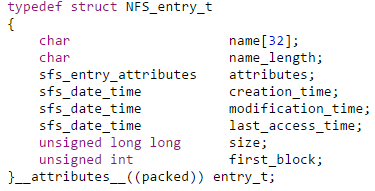 typedef struct NFS_entry_t
{
    char                  name[32];
    char                  name_length;
    sfs_entry_attributes  attributes;
    sfs_date_time         creation_time;
    sfs_date_time         modification_time;
    sfs_date_time         last_access_time;
    unsigned long long    size;
    unsigned int          first_block;
}__attributes__((packed)) entry_t;